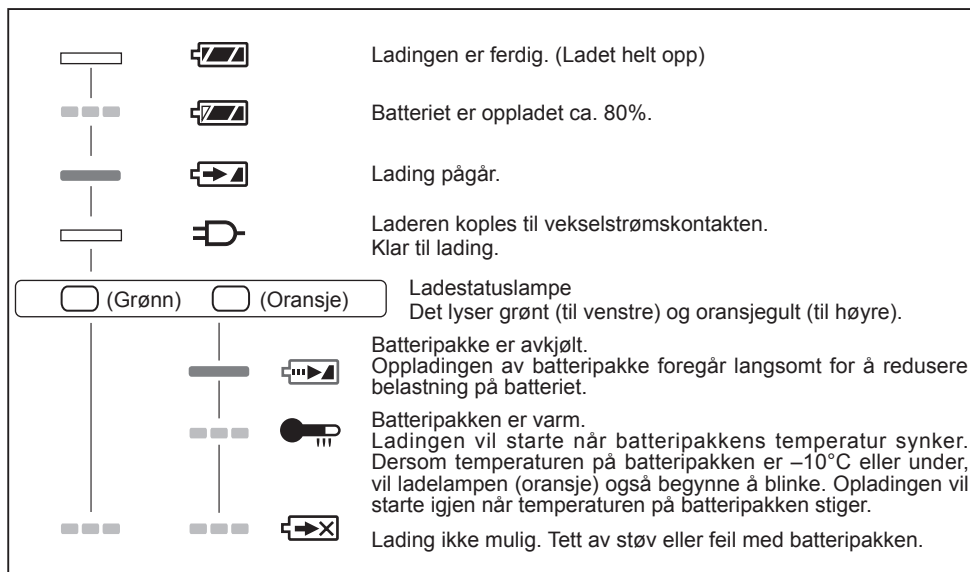 Ladingen er ferdig. (Ladet helt opp)
Batteriet er oppladet ca. 80%.
Lading pågår.
Laderen koples til vekselstrømskontakten.
Klar til lading.
(Grønn) (Oransje) Ladestatuslampe
Det lyser grønt (til venstre) og oransjegult (til høyre).
Batteripakke er avkjølt.
Oppladingen av batteripakke foregår langsomt for å redusere
belastning på batteriet.
Batteripakken er varm.
Ladingen vil starte når batteripakkens temperatur synker.
Dersom temperaturen på batteripakken er –10°C eller under,
vil ladelampen (oransje) også begynne å blinke. Opladingen vil
starte igjen når temperaturen på batteripakken stiger.
Lading ikke mulig. Tett av støv eller feil med batteripakken.